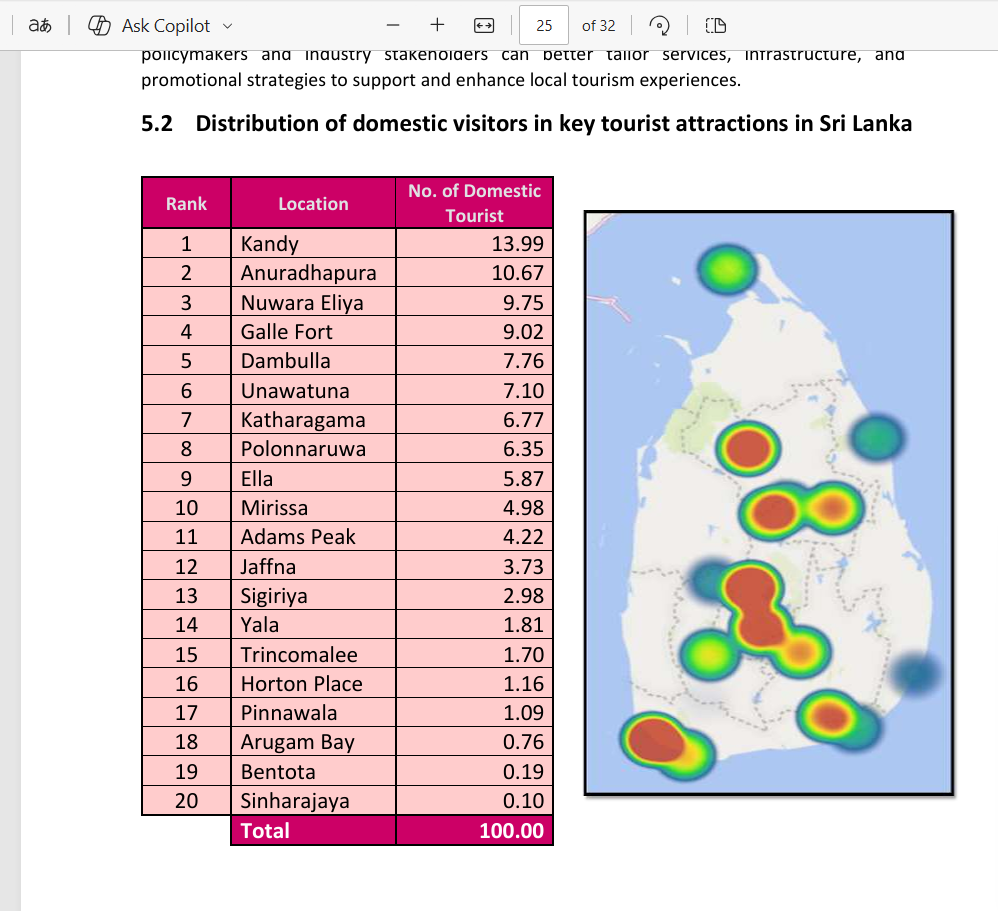 aあ Ask Copilot 25 of 32
policymakers and industry stakeholders can better tailor services, infrastructure, and
promotional strategies to support and enhance local tourism experiences.
5.2 Distribution of domestic visitors in key tourist attractions in Sri Lanka
Rank Location No. of Domestic Tourist
1 Kandy 13.99
2 Anuradhapura 10.67
3 Nuwara Eliya 9.75
4 Galle Fort 9.02
5 Dambulla 7.76
6 Unawatuna 7.10
7 Katharagama 6.77
8 Polonnaruwa 6.35
9 Ella 5.87
10 Mirissa 4.98
11 Adams Peak 4.22
12 Jaffna 3.73
13 Sigiriya 2.98
14 Yala 1.81
15 Trincomalee 1.70
16 Horton Place 1.16
17 Pinnawala 1.09
18 Arugam Bay 0.76
19 Bentota 0.19
20 Sinharajaya 0.10
Total 100.00